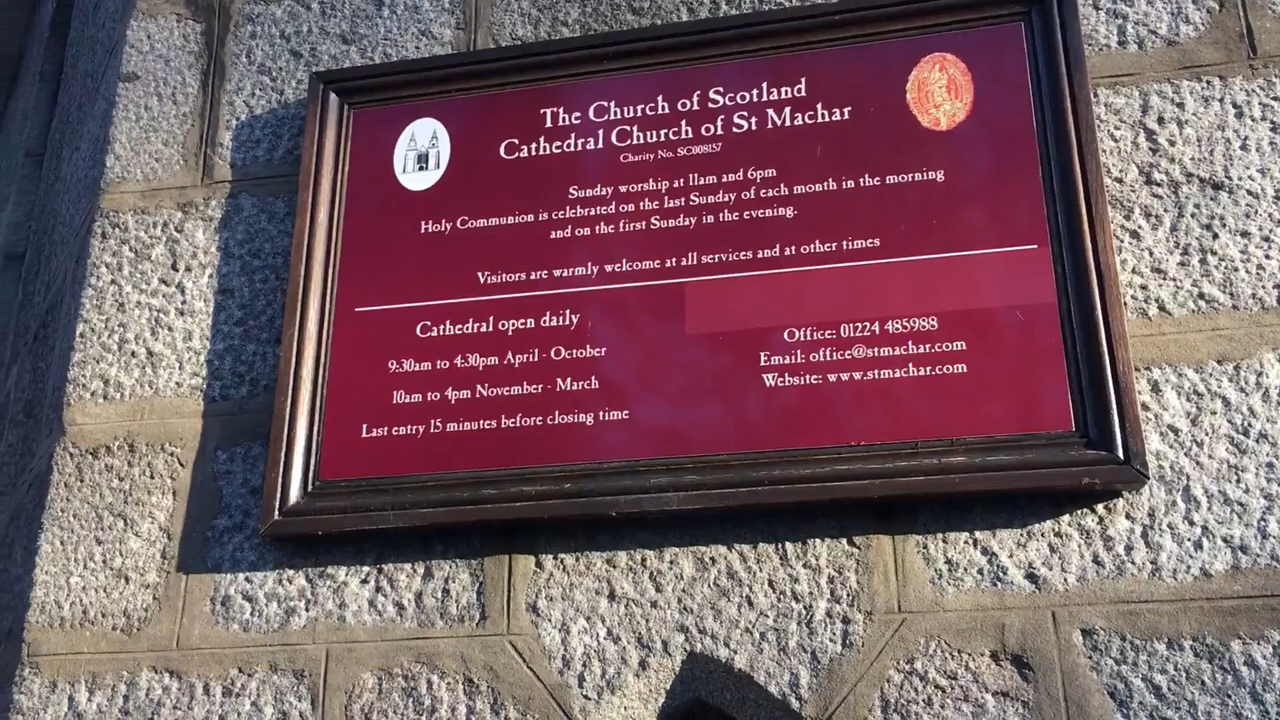 The Church of Scotland
Cathedral Church of St Machar
Charity No. SC008157
Sunday worship at 11am and 6pm
Holy Communion is celebrated on the last Sunday of each month in the morning
and on the first Sunday in the evening.
Visitors are warmly welcome at all services and at other times
Cathedral open daily
9:30am to 4:30pm April - October
10am to 4pm November - March
Last entry 15 minutes before closing time
Office: 01224 485988
Email: office@stmachar.com
Website: www.stmachar.com